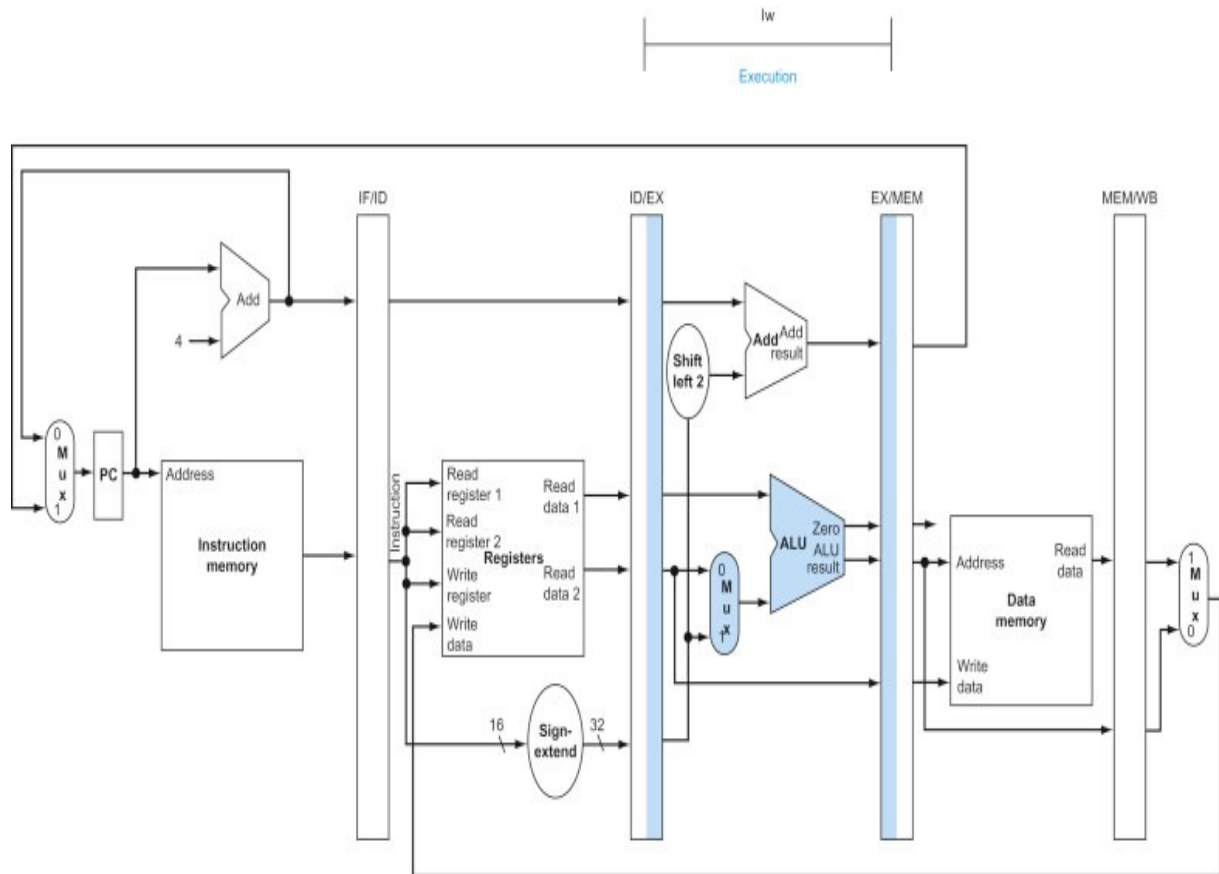 lw
Execution
IF/ID
ID/EX
EX/MEM
MEM/WB
Add
4
Shift
left 2
Add
Add
result
0
M
u
x
1
PC
Address
Instruction
memory
Instruction
Read
register 1
Read
register 2
Registers
Write
register
Write
data
Read
data 1
Read
data 2
16
Sign-
extend
32
0
M
u
x
1
Zero
ALU
ALU
result
Address
Read
data
Data
memory
Write
data
1
M
u
x
0